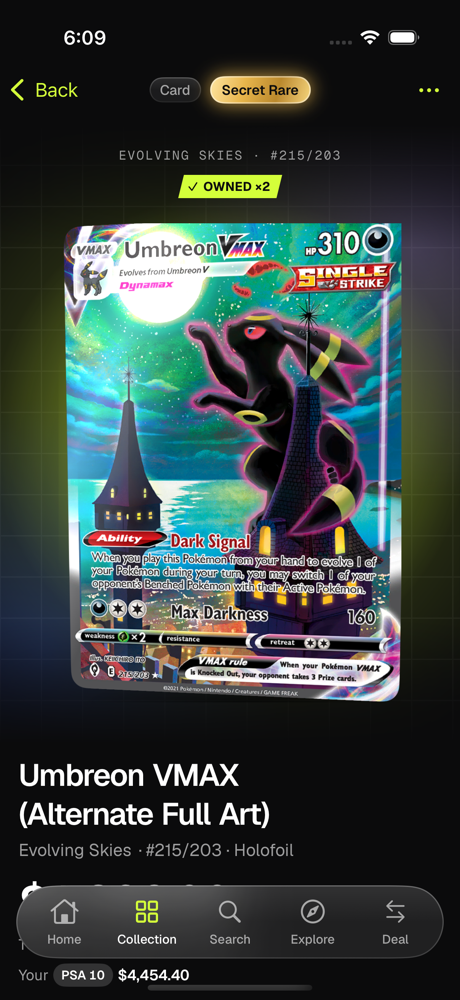 6:09
Back
Card
Secret Rare
EVOLVING SKIES · #215/203
✓ OWNED ×2
VMAX
Umbreon VMAX
HP 310
Evolves from Umbreon V
Dynamax
SINGLE STRIKE
Ability
Dark Signal
When you play this Pokémon from your hand to evolve 1 of
your Pokémon during your turn, you may switch 1 of your
opponent's Benched Pokémon with their Active Pokémon.
Max Darkness 160
weakness ×2 resistance retreat
Illus. KEIICHIRO ITO
E 215/203 ★
VMAX rule
When your Pokémon VMAX
is Knocked Out, your opponent takes 3 Prize cards.
©2021 Pokémon / Nintendo / Creatures / GAME FREAK
Umbreon VMAX
(Alternate Full Art)
Evolving Skies · #215/203 · Holofoil
Home
Collection
Search
Explore
Deal
Your PSA 10 $4,454.40